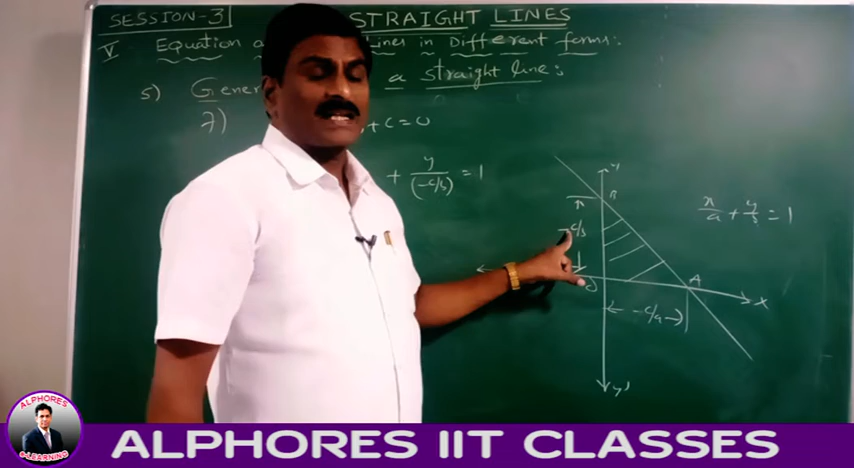 SESSION-3 STRAIGHT LINES
V Equation Lines in Different forms:
5) a straight line:
7) +c=0
+ y/(-c/b) = 1
y
B
-c/b
x/a + y/b = 1
O
A
x
-c/a
y'
ALPHORES
e-LEARNING
ALPHORES IIT CLASSES